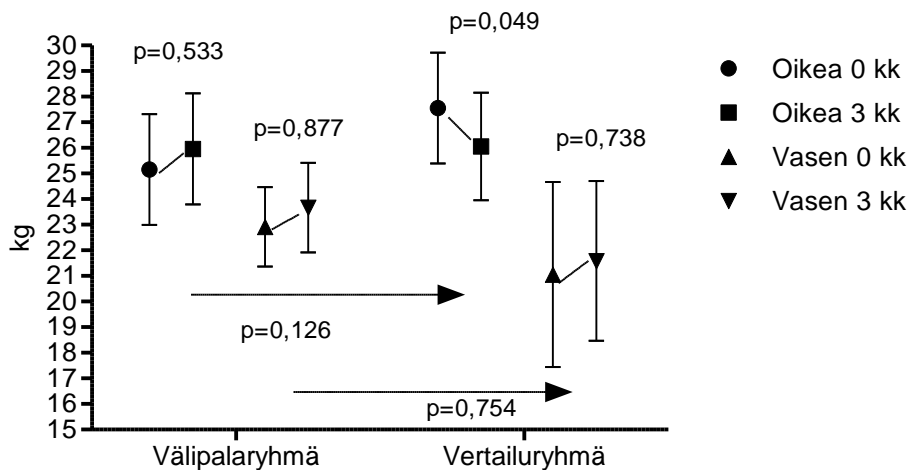 p=0,533
p=0,049
p=0,877
p=0,738
p=0,126
p=0,754
kg
30
29
28
27
26
25
24
23
22
21
20
19
18
17
16
15
Välipalaryhmä
Vertailuryhmä
Oikea 0 kk
Oikea 3 kk
Vasen 0 kk
Vasen 3 kk